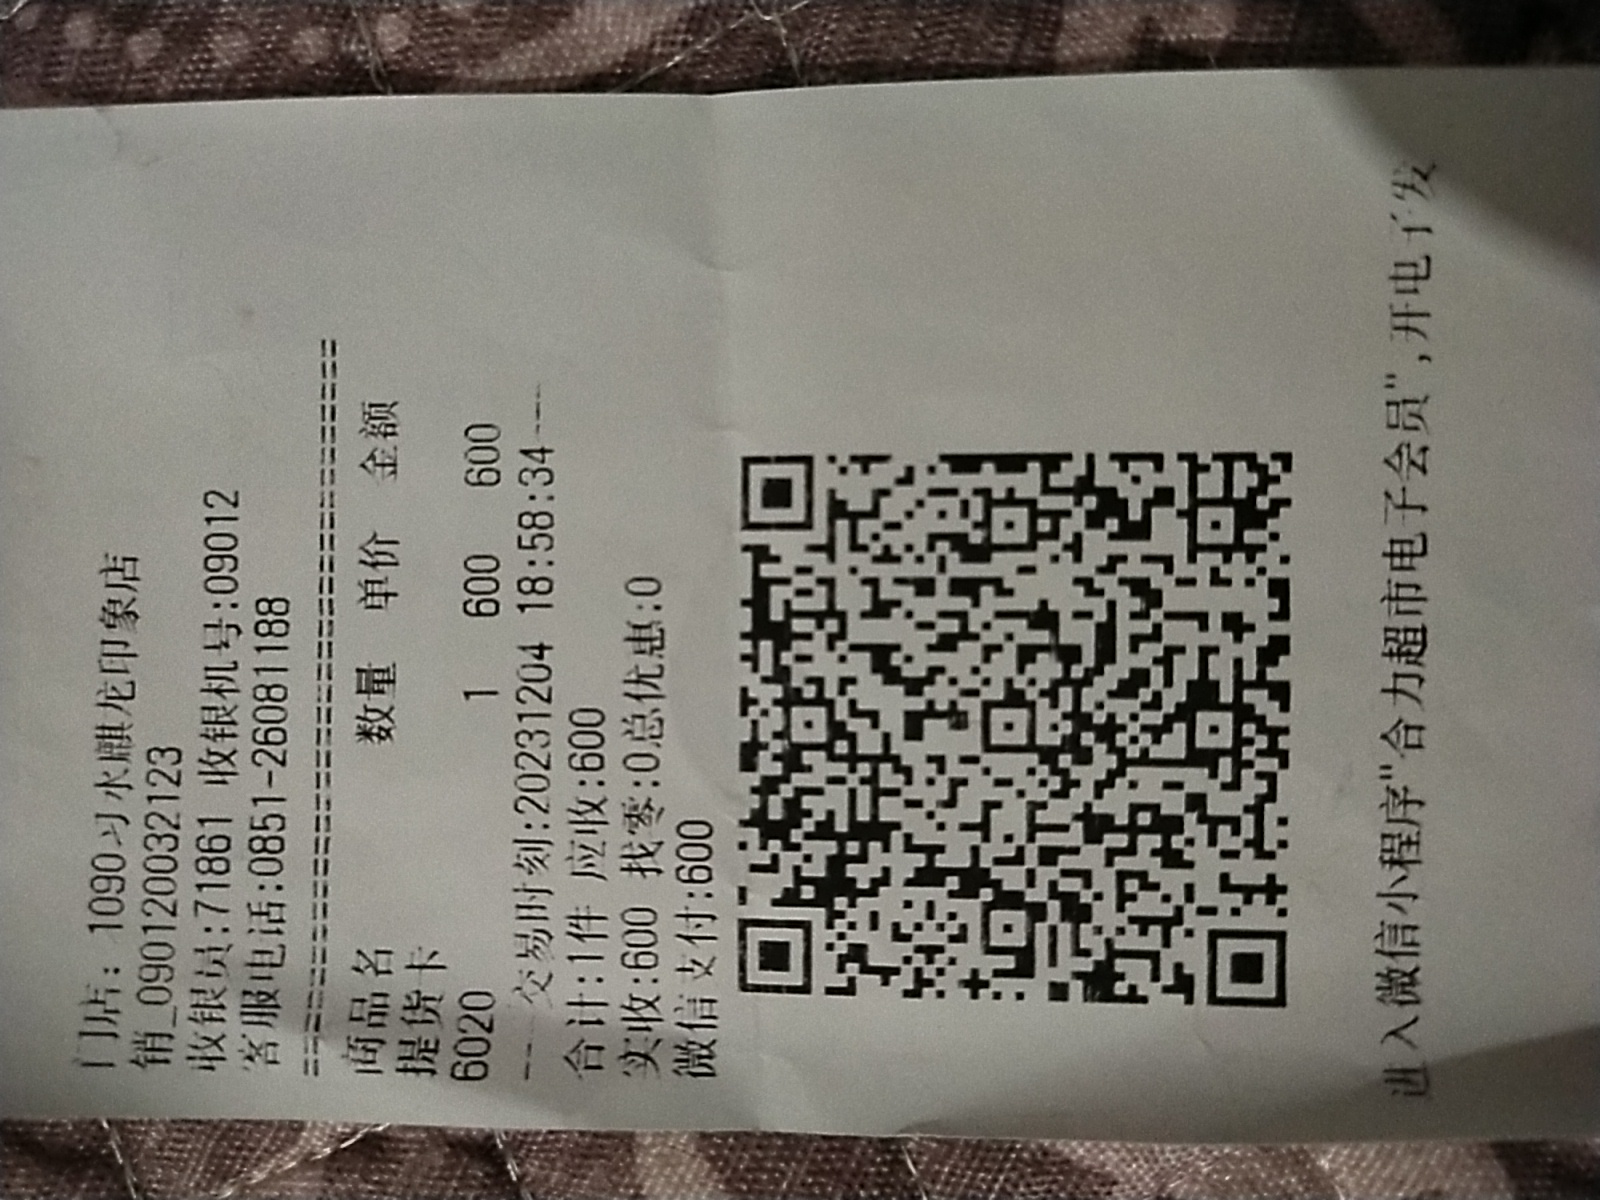 门店: 1090习水麒龙印象店
销_090120032123
收银员:71861 收银机号:09012
客服电话:0851-26081188
==================================
商品名 数量 单价 金额
提货卡
6020 1 600 600
----交易时刻:20231204 18:58:34----
合计:1件 应收:600
实收:600 找零:0总优惠:0
微信支付:600
进入微信小程序"合力超市电子会员",开电子发